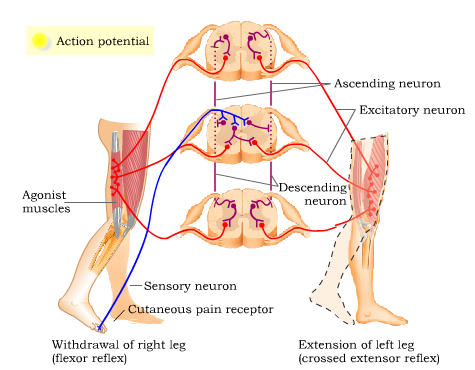 Action potential
Ascending neuron
Excitatory neuron
Descending
neuron
Agonist
muscles
Sensory neuron
Cutaneous pain receptor
Withdrawal of right leg
(flexor reflex)
Extension of left leg
(crossed extensor reflex)